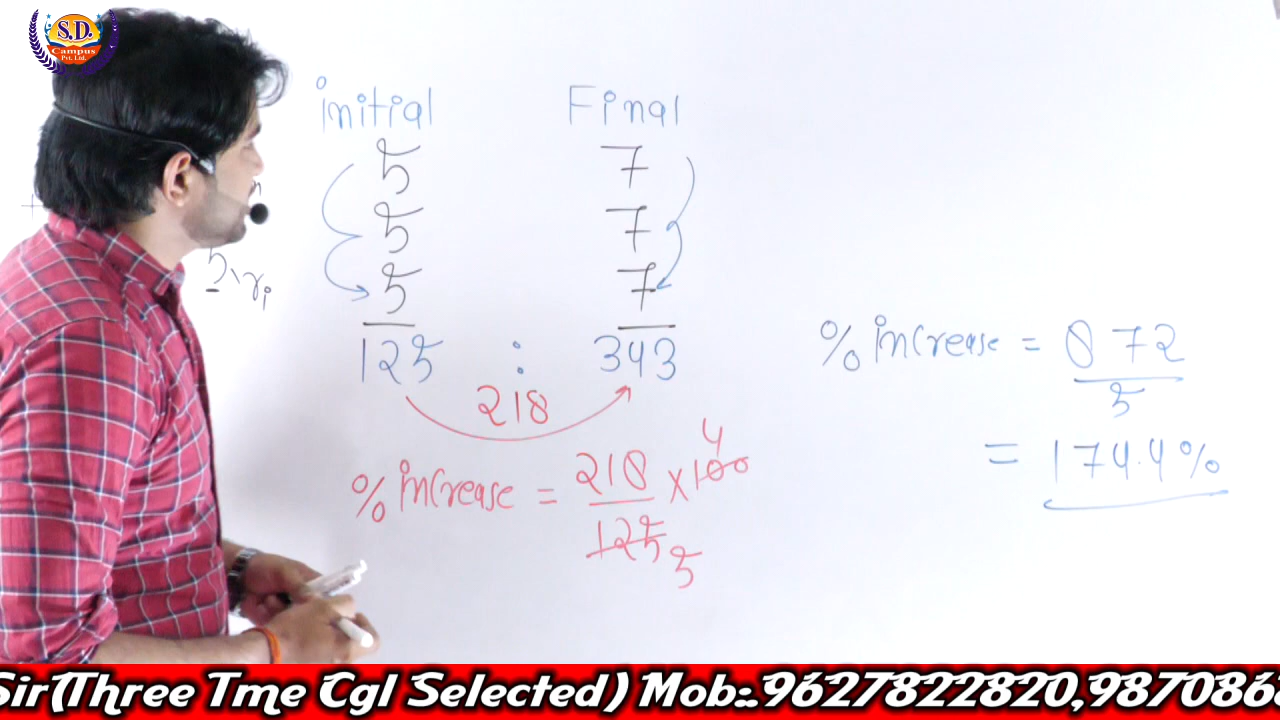 S.D.
Campus
Pvt. Ltd.
Initial Final
5 7
5 7
5 7
125 : 343
218
% increase = 218/125 × 100
4
5
% increase = 872/5
= 174.4%
Sir(Three Tme Cgl Selected) Mob:.9627822820,98708